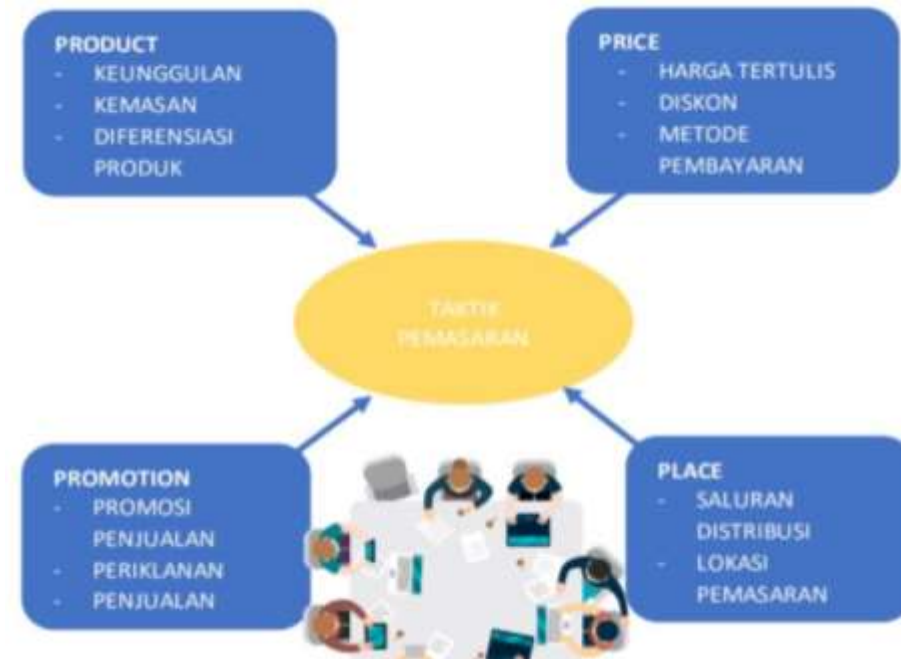 PRODUCT
- KEUNGGULAN
- KEMASAN
- DIFERENSIASI
PRODUK
PRICE
- HARGA TERTULIS
- DISKON
- METODE
PEMBAYARAN
TAKTIK
PEMASARAN
PROMOTION
- PROMOSI
PENJUALAN
- PERIKLANAN
- PENJUALAN
PLACE
- SALURAN
DISTRIBUSI
- LOKASI
PEMASARAN